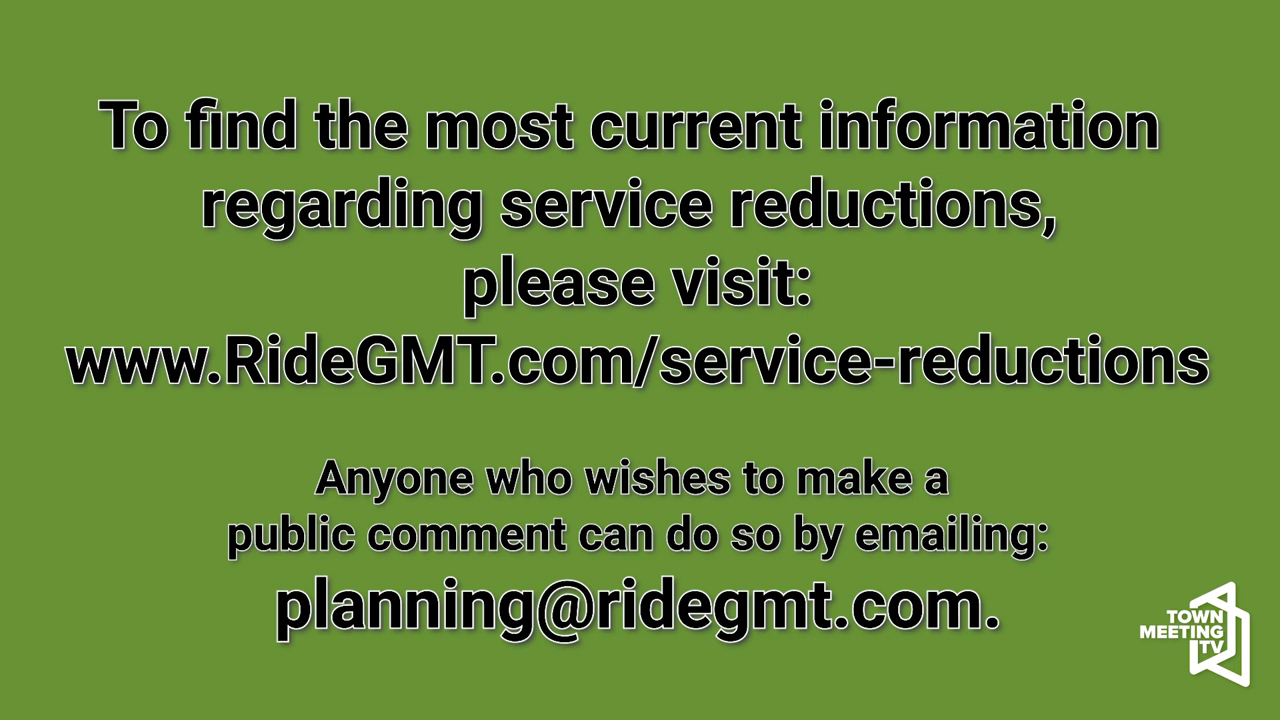 To find the most current information
regarding service reductions,
please visit:
www.RideGMT.com/service-reductions
Anyone who wishes to make a
public comment can do so by emailing:
planning@ridegmt.com.
TOWN
MEETING
TV